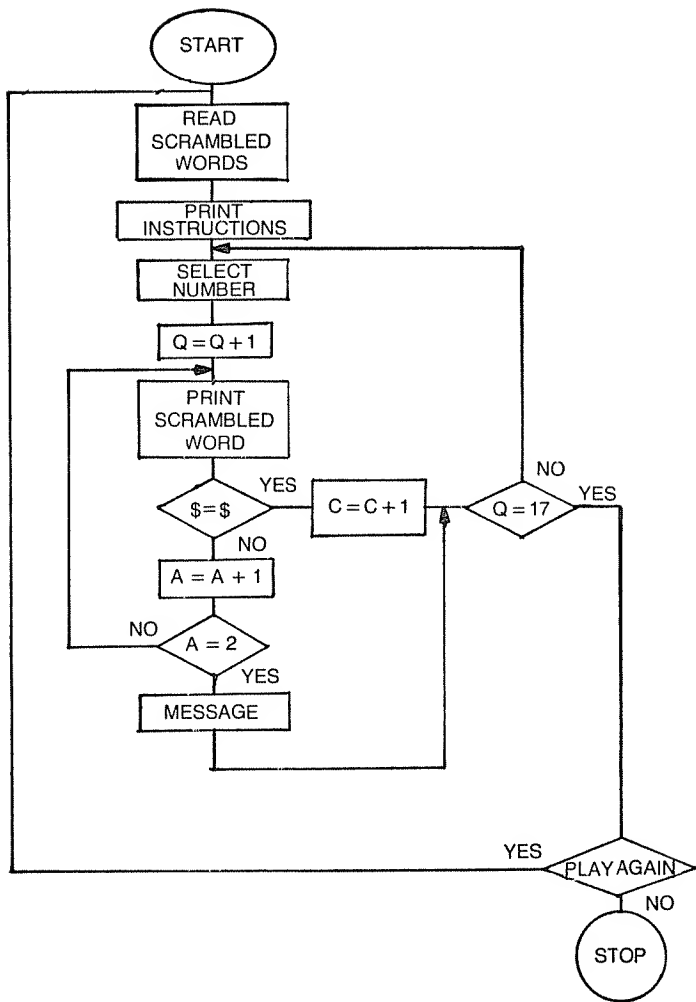 START
READ
SCRAMBLED
WORDS
PRINT
INSTRUCTIONS
SELECT
NUMBER
Q = Q + 1
PRINT
SCRAMBLED
WORD
YES
$ = $
C = C + 1
NO
YES
Q = 17
NO
A = A + 1
NO
A = 2
YES
MESSAGE
YES
PLAY AGAIN
NO
STOP